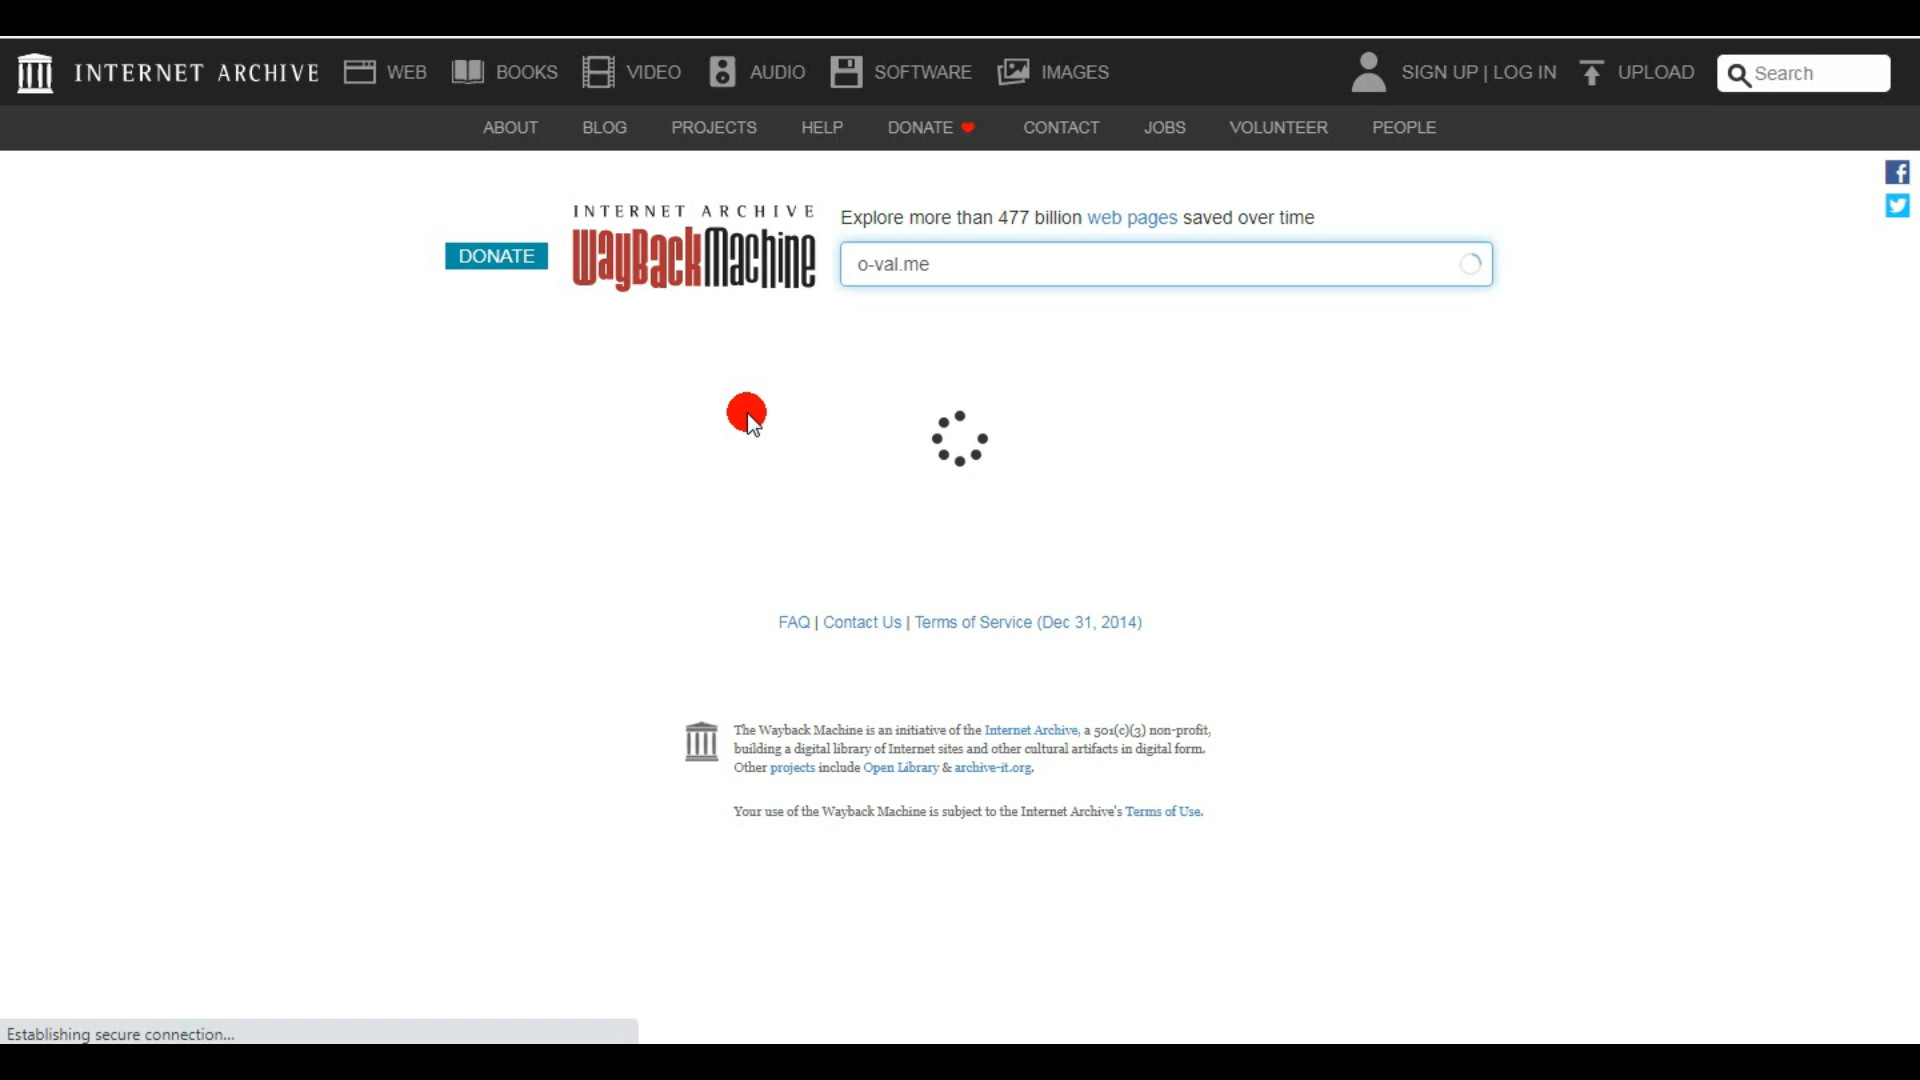 INTERNET ARCHIVE WEB BOOKS VIDEO AUDIO SOFTWARE IMAGES SIGN UP | LOG IN UPLOAD Search
ABOUT BLOG PROJECTS HELP DONATE CONTACT JOBS VOLUNTEER PEOPLE
DONATE
INTERNET ARCHIVE
WayBackMachine
Explore more than 477 billion web pages saved over time
o-val.me
FAQ | Contact Us | Terms of Service (Dec 31, 2014)
The Wayback Machine is an initiative of the Internet Archive, a 501(c)(3) non-profit,
building a digital library of Internet sites and other cultural artifacts in digital form.
Other projects include Open Library & archive-it.org.
Your use of the Wayback Machine is subject to the Internet Archive's Terms of Use.
Establishing secure connection...